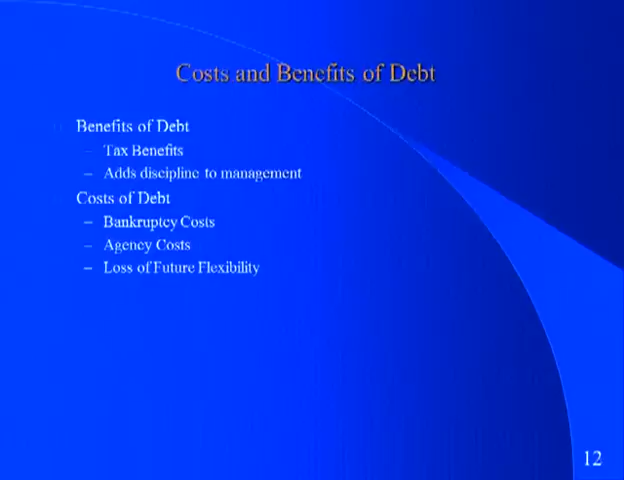 Costs and Benefits of Debt
Benefits of Debt
– Tax Benefits
– Adds discipline to management
Costs of Debt
– Bankruptcy Costs
– Agency Costs
– Loss of Future Flexibility
12